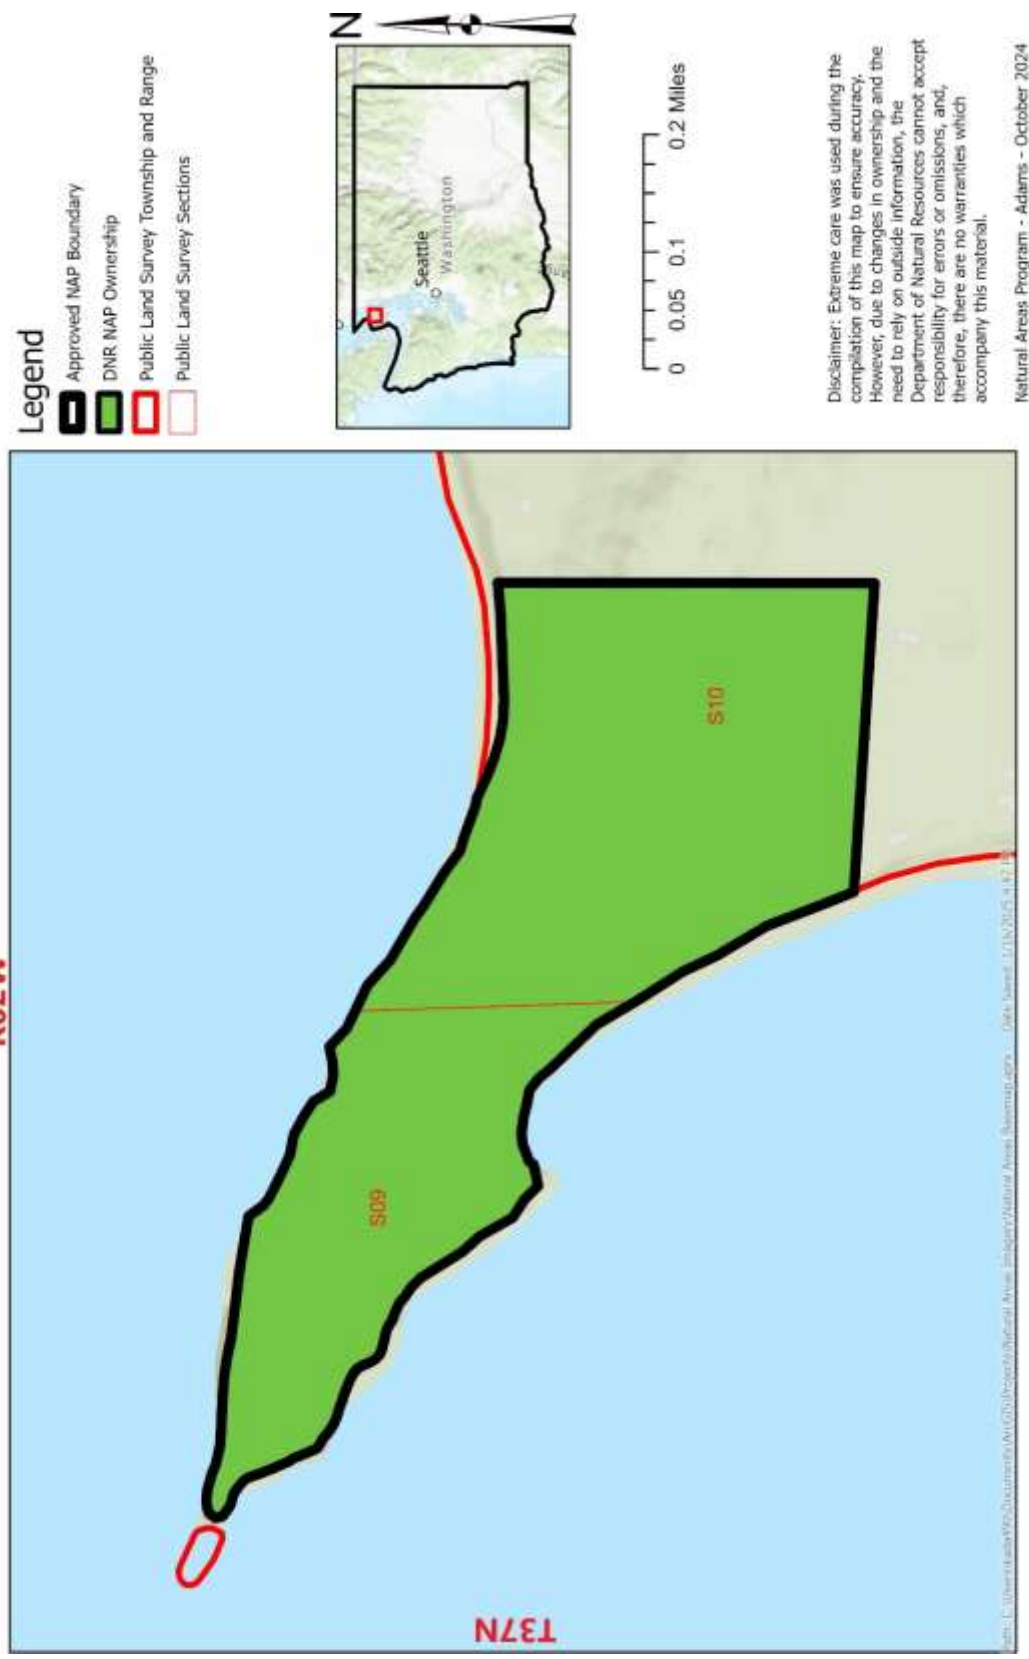 Legend
Approved NAP Boundary
DNR NAP Ownership
Public Land Survey Township and Range
Public Land Survey Sections
N
Seattle
Washington
0 0.05 0.1 0.2 Miles
Disclaimer: Extreme care was used during the
compilation of this map to ensure accuracy.
However, due to changes in ownership and the
need to rely on outside information, the
Department of Natural Resources cannot accept
responsibility for errors or omissions, and,
therefore, there are no warranties which
accompany this material.
Natural Areas Program - Adams - October 2024
S10
S09
T37N